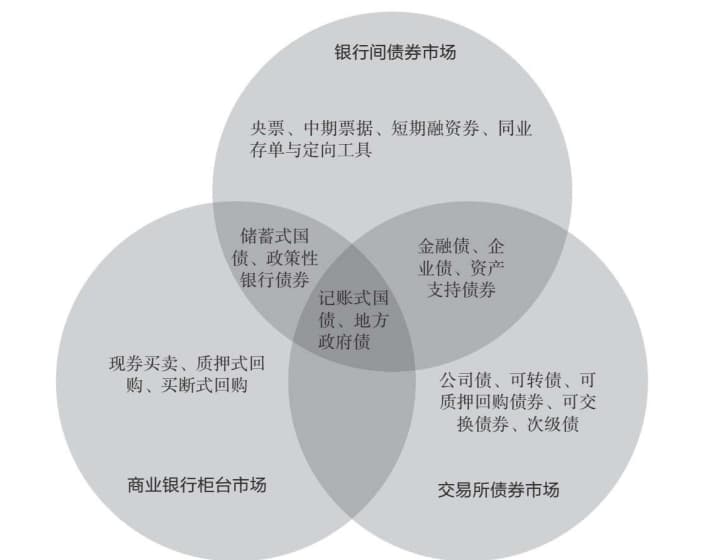 银行间债券市场
央票、中期票据、短期融资券、同业
存单与定向工具
储蓄式国
债、政策性
银行债券
金融债、企
业债、资产
支持债券
记账式国
债、地方
政府债
现券买卖、质押式回
购、买断式回购
公司债、可转债、可
质押回购债券、可交
换债券、次级债
商业银行柜台市场
交易所债券市场